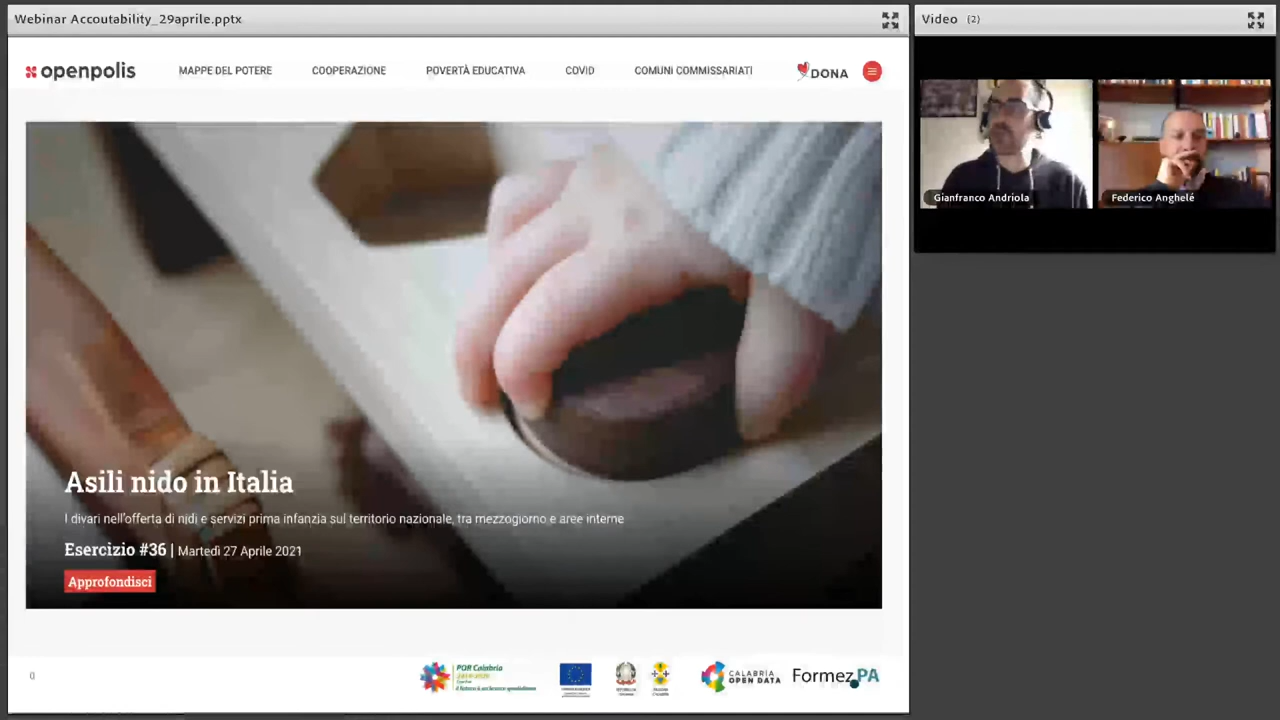 Webinar Accoutability_29aprile.pptx
Video (2)
openpolis
MAPPE DEL POTERE
COOPERAZIONE
POVERTÀ EDUCATIVA
COVID
COMUNI COMMISSARIATI
DONA
Gianfranco Andriola
Federico Anghelé
Asili nido in Italia
I divari nell'offerta di nidi e servizi prima infanzia sul territorio nazionale, tra mezzogiorno e aree interne
Esercizio #36 | Martedì 27 Aprile 2021
Approfondisci
0
POR Calabria
CALABRIA
OPEN DATA
FormezPA